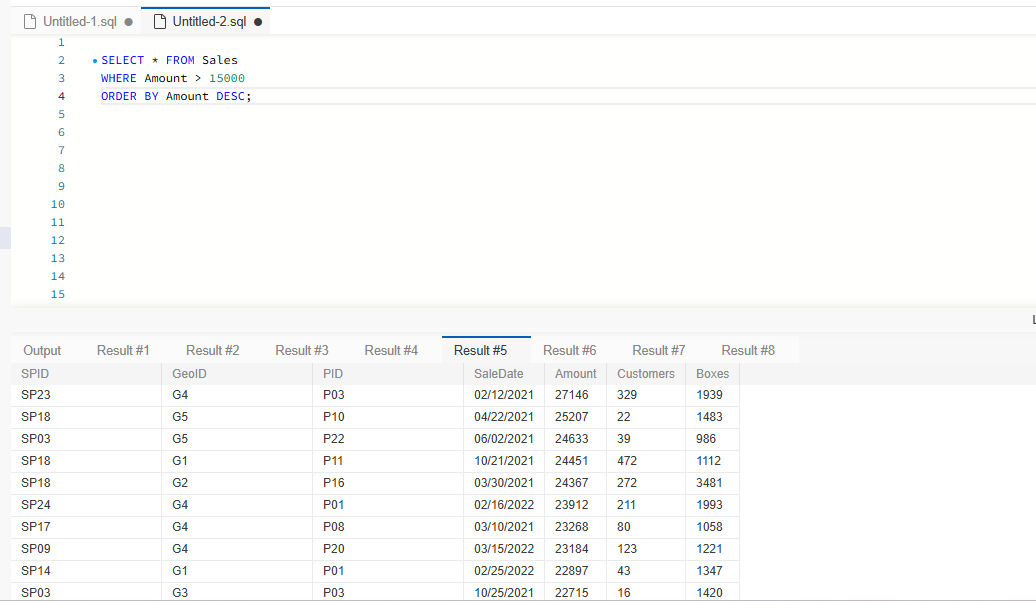 Untitled-1.sql Untitled-2.sql
1
2 SELECT * FROM Sales
3 WHERE Amount > 15000
4 ORDER BY Amount DESC;
5
6
7
8
9
10
11
12
13
14
15
L
Output Result #1 Result #2 Result #3 Result #4 Result #5 Result #6 Result #7 Result #8
SPID GeoID PID SaleDate Amount Customers Boxes
SP23 G4 P03 02/12/2021 27146 329 1939
SP18 G5 P10 04/22/2021 25207 22 1483
SP03 G5 P22 06/02/2021 24633 39 986
SP18 G1 P11 10/21/2021 24451 472 1112
SP18 G2 P16 03/30/2021 24367 272 3481
SP24 G4 P01 02/16/2022 23912 211 1993
SP17 G4 P08 03/10/2021 23268 80 1058
SP09 G4 P20 03/15/2022 23184 123 1221
SP14 G1 P01 02/25/2022 22897 43 1347
SP03 G3 P03 10/25/2021 22715 16 1420